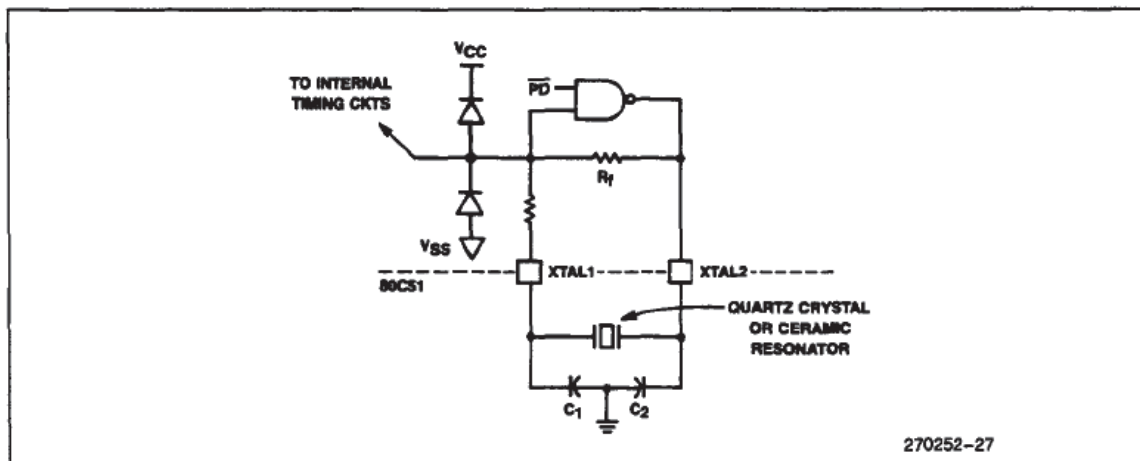 VCC
TO INTERNAL
TIMING CKTS
PD
Rf
VSS
XTAL1
XTAL2
80C51
QUARTZ CRYSTAL
OR CERAMIC
RESONATOR
C1
C2
270252-27